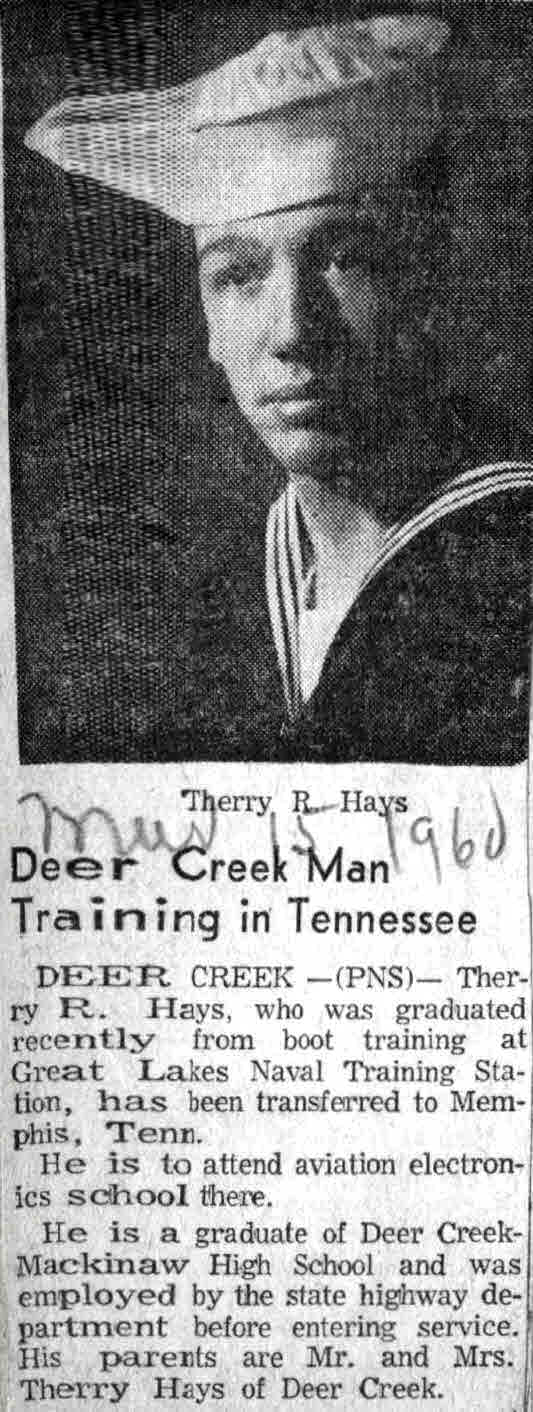 Therry R. Hays
15 1960
Deer Creek Man
Training in Tennessee
DEER CREEK —(PNS)— Ther-
ry R. Hays, who was graduated
recently from boot training at
Great Lakes Naval Training Sta-
tion, has been transferred to Mem-
phis, Tenn.
He is to attend aviation electron-
ics school there.
He is a graduate of Deer Creek-
Mackinaw High School and was
employed by the state highway de-
partment before entering service.
His parents are Mr. and Mrs.
Therry Hays of Deer Creek.